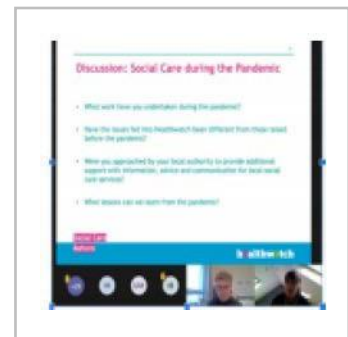 Discussion: Social Care during the Pandemic
• What work have you undertaken during the pandemic?
• Have the issues fed into Healthwatch been different from those raised
before the pandemic?
• Were you approached by your local authority to provide additional
support with information, advice and communication for local social
care services?
• What lessons can we learn from the pandemic?
Social Care
healthwatch